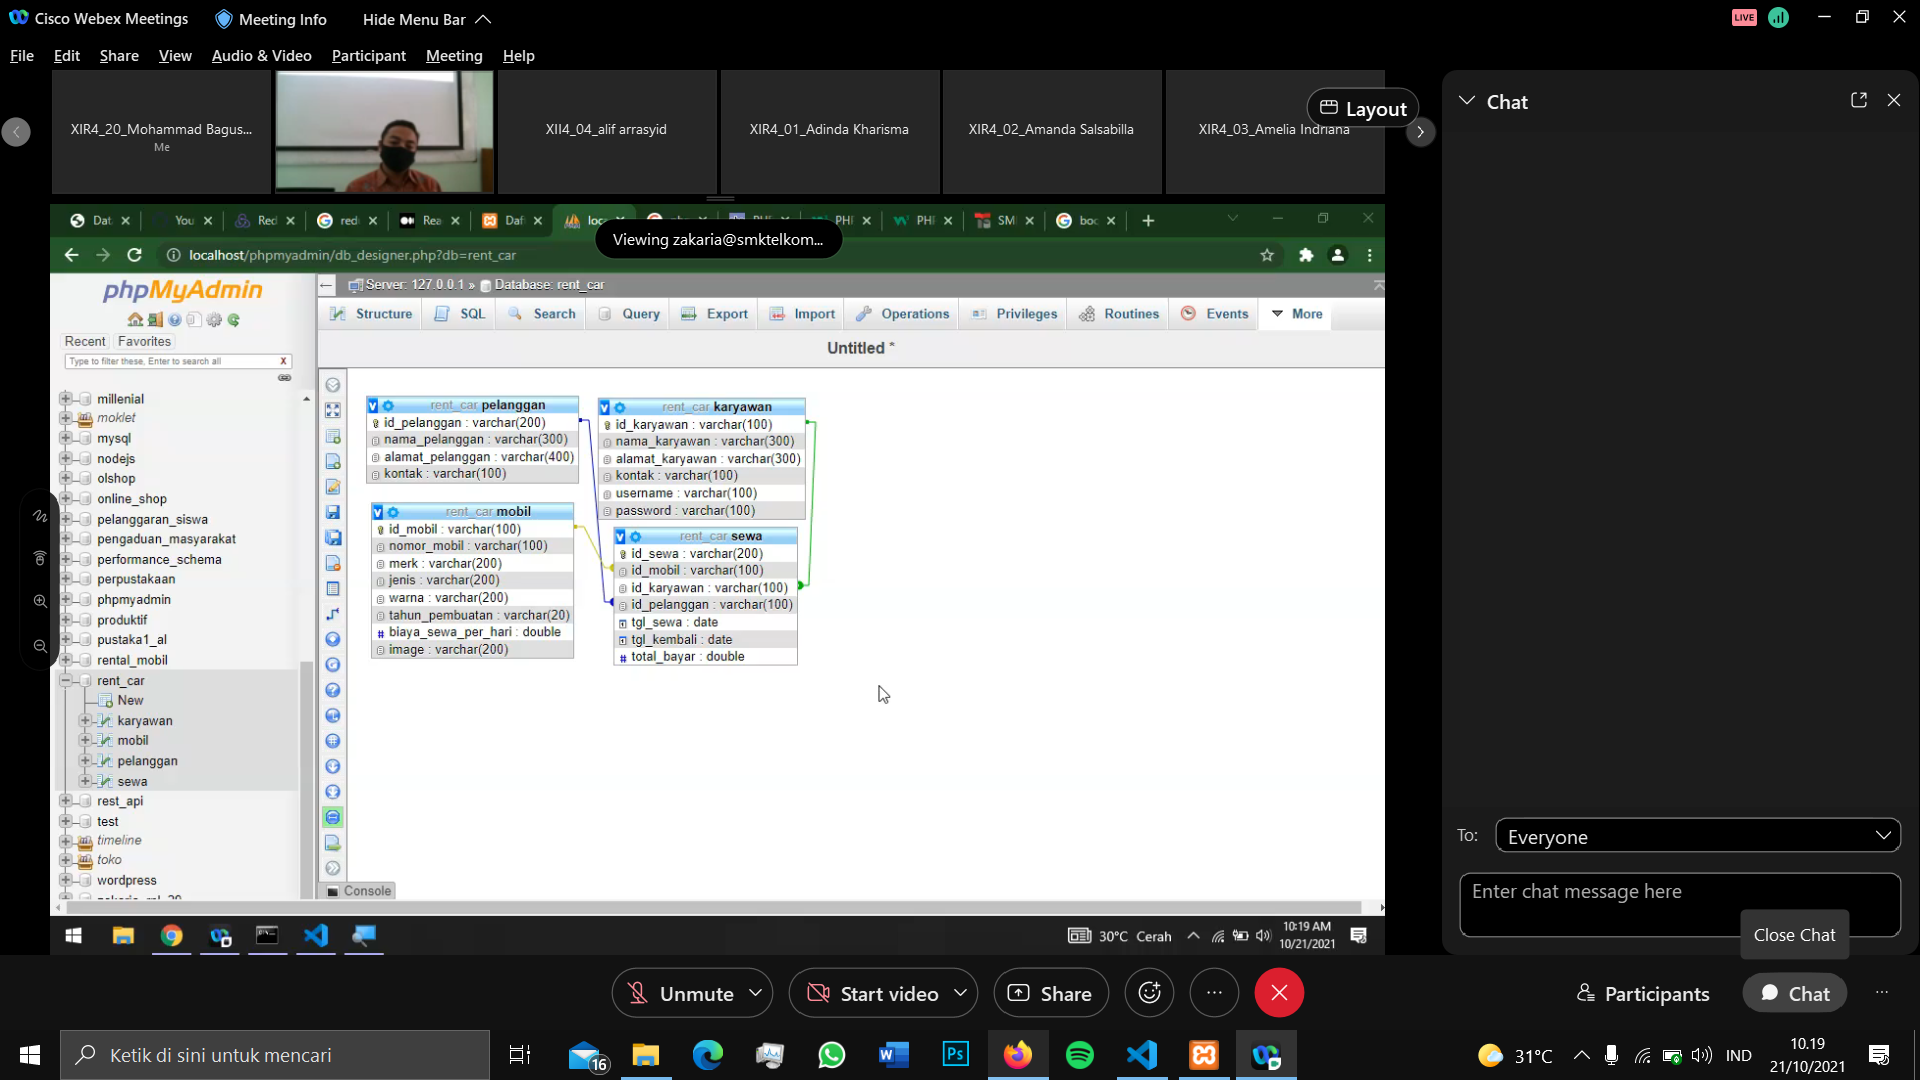 Cisco Webex Meetings
Meeting Info
Hide Menu Bar
LIVE
File Edit Share View Audio & Video Participant Meeting Help
XIR4_20_Mohammad Bagus...
Me
XII4_04_alif arrasyid
XIR4_01_Adinda Kharisma
XIR4_02_Amanda Salsabilla
XIR4_03_Amelia Indriana
Layout
Chat
Dat
You
Red
red
Rea
Daf
PHP
SM
boo
Viewing zakaria@smktelkom...
localhost/phpmyadmin/db_designer.php?db=rent_car
phpMyAdmin
Server: 127.0.0.1 » Database: rent_car
Structure SQL Search Query Export Import Operations Privileges Routines Events More
Recent Favorites
Type to filter these, Enter to search all X
Untitled *
millenial
moklet
mysql
nodejs
olshop
online_shop
pelanggaran_siswa
pengaduan_masyarakat
performance_schema
perpustakaan
phpmyadmin
produktif
pustaka1_al
rental_mobil
rent_car
New
karyawan
mobil
pelanggan
sewa
rest_api
test
timeline
toko
wordpress
rent_car pelanggan
id_pelanggan : varchar(200)
nama_pelanggan : varchar(300)
alamat_pelanggan : varchar(400)
kontak : varchar(100)
rent_car karyawan
id_karyawan : varchar(100)
nama_karyawan : varchar(300)
alamat_karyawan : varchar(300)
kontak : varchar(100)
username : varchar(100)
password : varchar(100)
rent_car mobil
id_mobil : varchar(100)
nomor_mobil : varchar(100)
merk : varchar(200)
jenis : varchar(200)
warna : varchar(200)
tahun_pembuatan : varchar(20)
biaya_sewa_per_hari : double
image : varchar(200)
rent_car sewa
id_sewa : varchar(200)
id_mobil : varchar(100)
id_karyawan : varchar(100)
id_pelanggan : varchar(100)
tgl_sewa : date
tgl_kembali : date
total_bayar : double
Console
30°C Cerah
10:19 AM
10/21/2021
To: Everyone
Enter chat message here
Close Chat
Unmute
Start video
Share
Participants
Chat
Ketik di sini untuk mencari
16
Ps
31°C
IND
10.19
21/10/2021